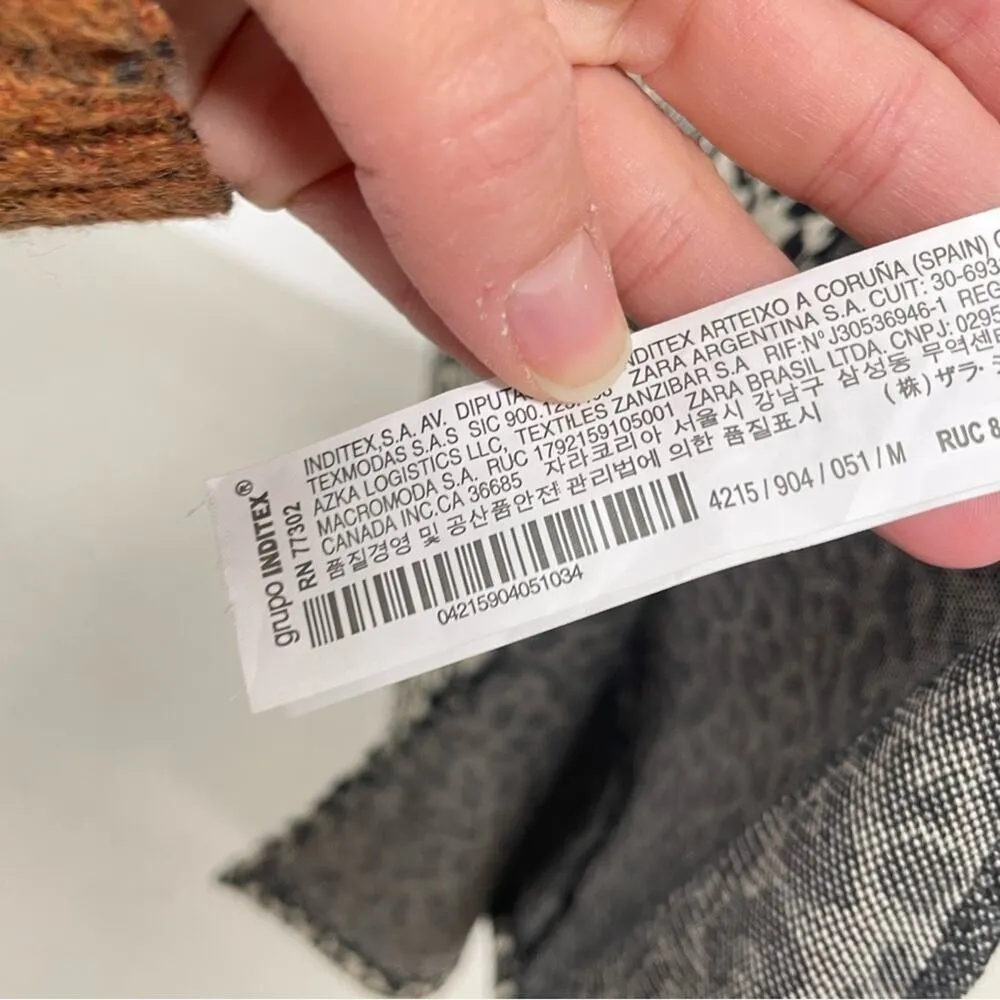 grupo INDITEX®
RN 77302
INDITEX,S.A. AV. DIPUTA INDITEX ARTEIXO A CORUÑA (SPAIN)
TEXMODAS S.A.S SIC 900.12 ZARA ARGENTINA S.A. CUIT: 30-693
AZKA LOGISTICS LLC, TEXTILES ZANZIBAR S.A RIF:Nº J30536946-1 REC
MACROMODA S.A. RUC 1792159105001 ZARA BRASIL LTDA, CNPJ: 0295
CANADA INC.CA 36685 자라코리아 서울시 강남구 삼성동 무역센
품질경영 및 공산품안전 관리법에 의한 품질표시 (株)ザラ・
4215 / 904 / 051 / M RUC 8
04215904051034